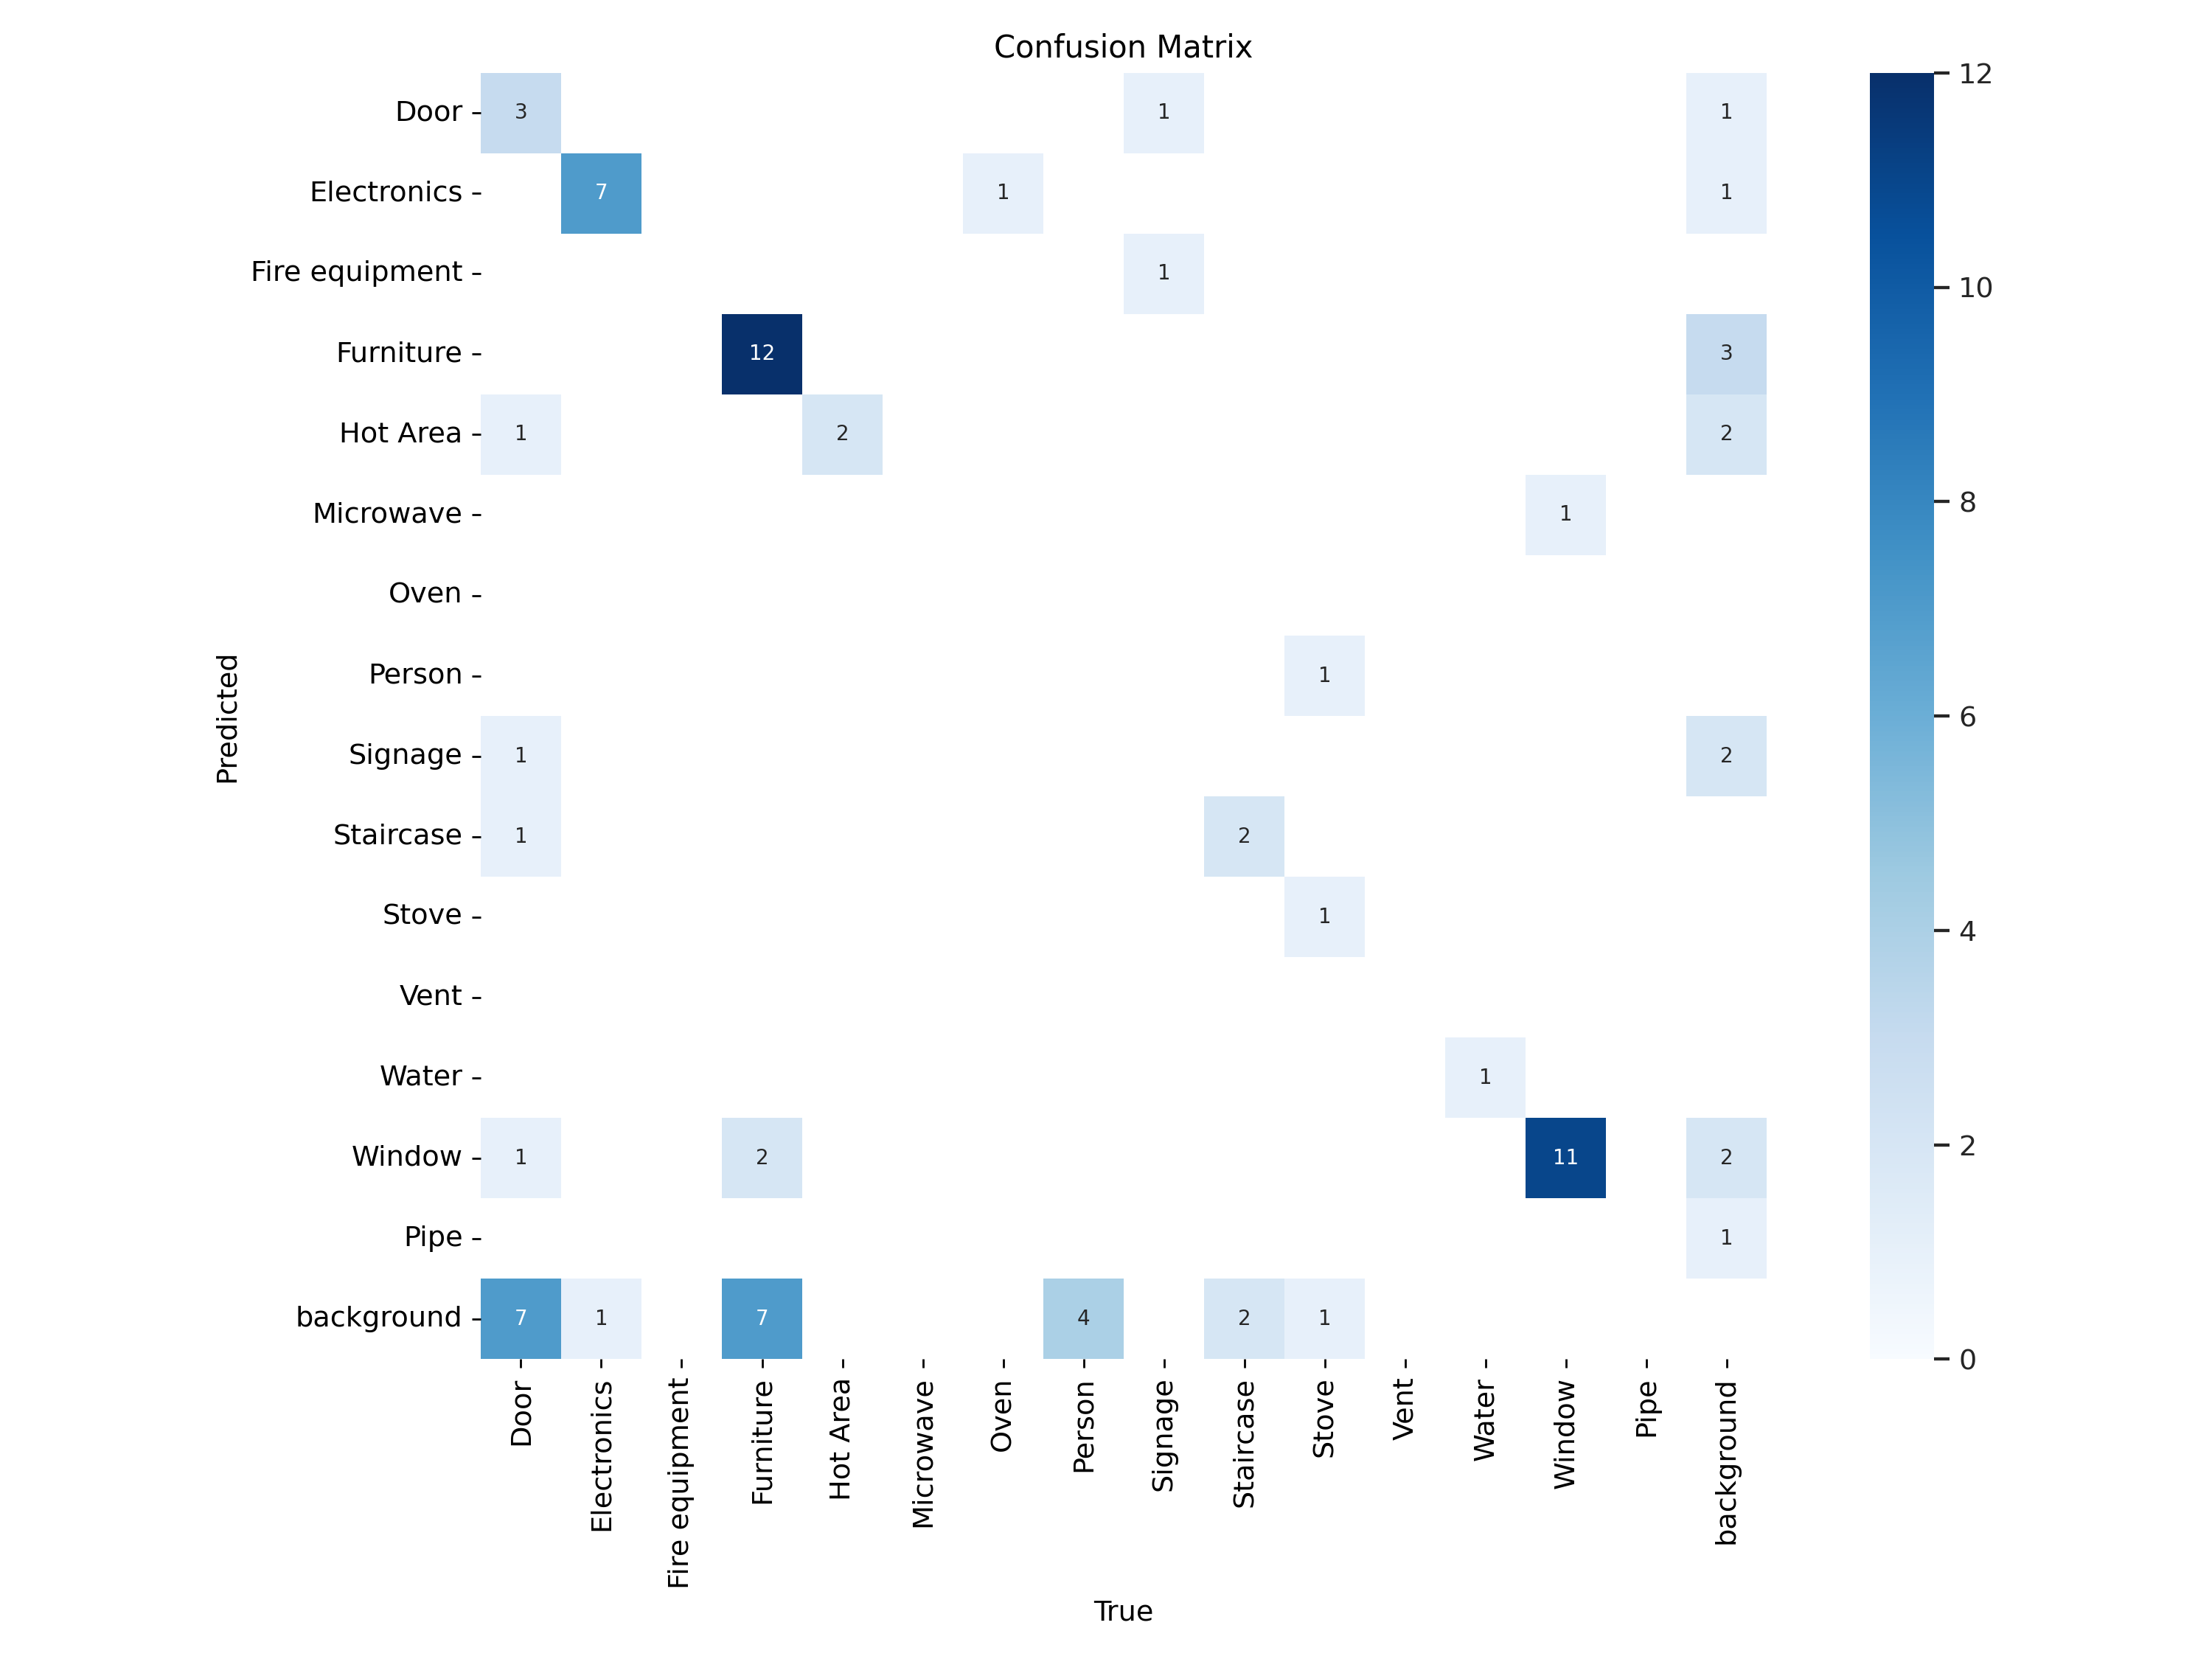 Confusion Matrix
Door 3 1 1
Electronics 7 1 1
Fire equipment 1
Furniture 12 3
Hot Area 1 2 2
Microwave 1
Oven
Person 1
Signage 1 2
Staircase 1 2
Stove 1
Vent
Water 1
Window 1 2 11 2
Pipe 1
background 7 1 7 4 2 1
Predicted
Door Electronics Fire equipment Furniture Hot Area Microwave Oven Person Signage Staircase Stove Vent Water Window Pipe background
True
12
10
8
6
4
2
0